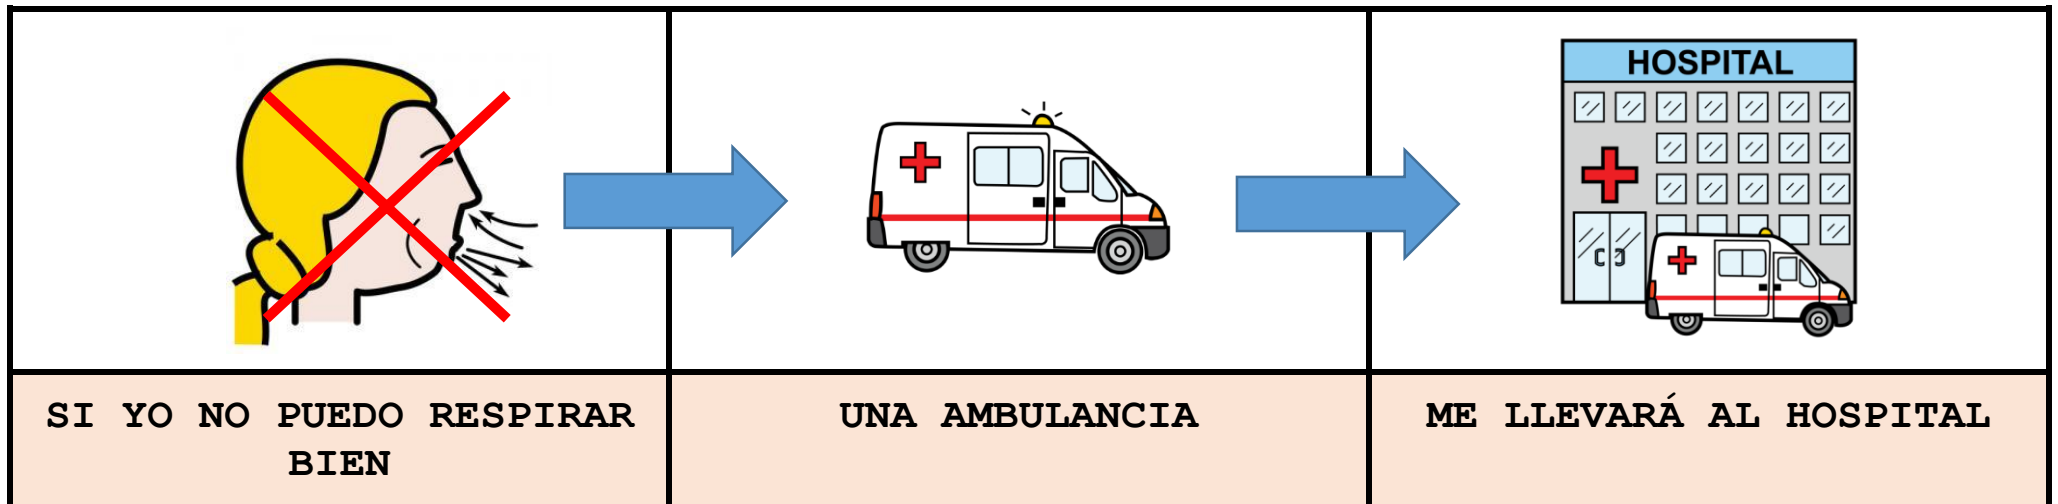 HOSPITAL
SI YO NO PUEDO RESPIRAR
BIEN
UNA AMBULANCIA
ME LLEVARÁ AL HOSPITAL